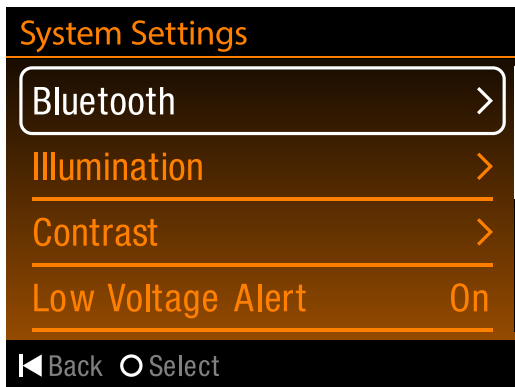 System Settings
Bluetooth
Illumination
Contrast
Low Voltage Alert On
Back Select